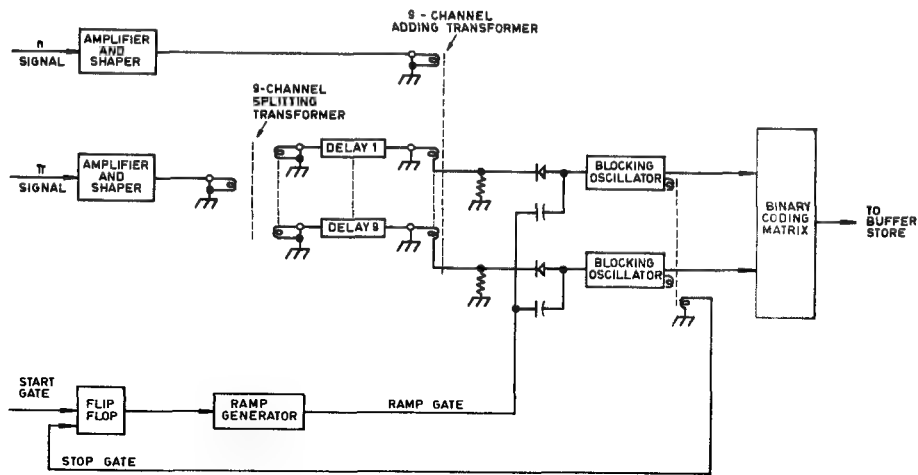 9 - CHANNEL
ADDING TRANSFORMER
n
SIGNAL
AMPLIFIER
AND
SHAPER
9-CHANNEL
SPLITTING
TRANSFORMER
π
SIGNAL
AMPLIFIER
AND
SHAPER
DELAY 1
DELAY 9
BLOCKING
OSCILLATOR
BLOCKING
OSCILLATOR
BINARY
CODING
MATRIX
TO
BUFFER
STORE
START
GATE
FLIP
FLOP
RAMP
GENERATOR
RAMP GATE
STOP GATE